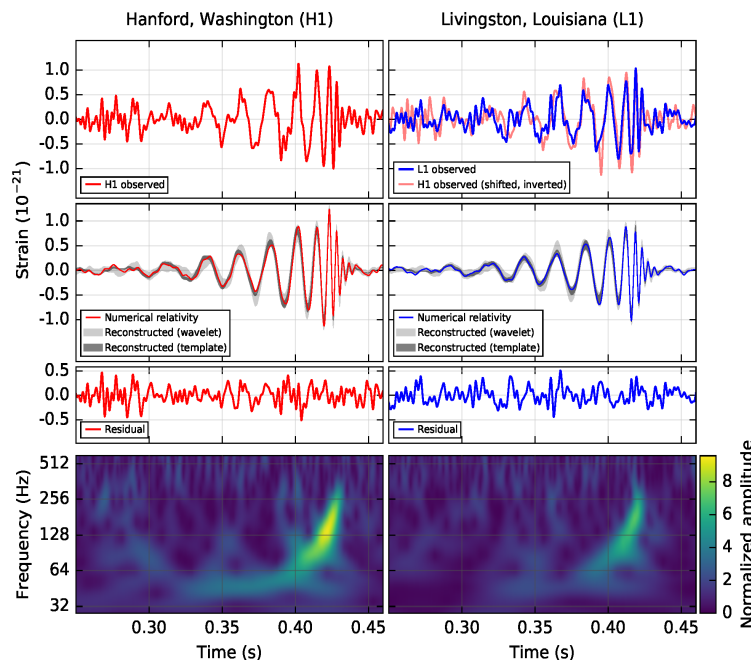 Hanford, Washington (H1)
Livingston, Louisiana (L1)
1.0
0.5
0.0
-0.5
-1.0
H1 observed
L1 observed
H1 observed (shifted, inverted)
Strain (10⁻²¹)
1.0
0.5
0.0
-0.5
-1.0
Numerical relativity
Reconstructed (wavelet)
Reconstructed (template)
Numerical relativity
Reconstructed (wavelet)
Reconstructed (template)
0.5
0.0
-0.5
Residual
Residual
Frequency (Hz)
512
256
128
64
32
8
6
4
2
0
Normalized amplitude
0.30
0.35
0.40
0.45
0.30
0.35
0.40
0.45
Time (s)
Time (s)